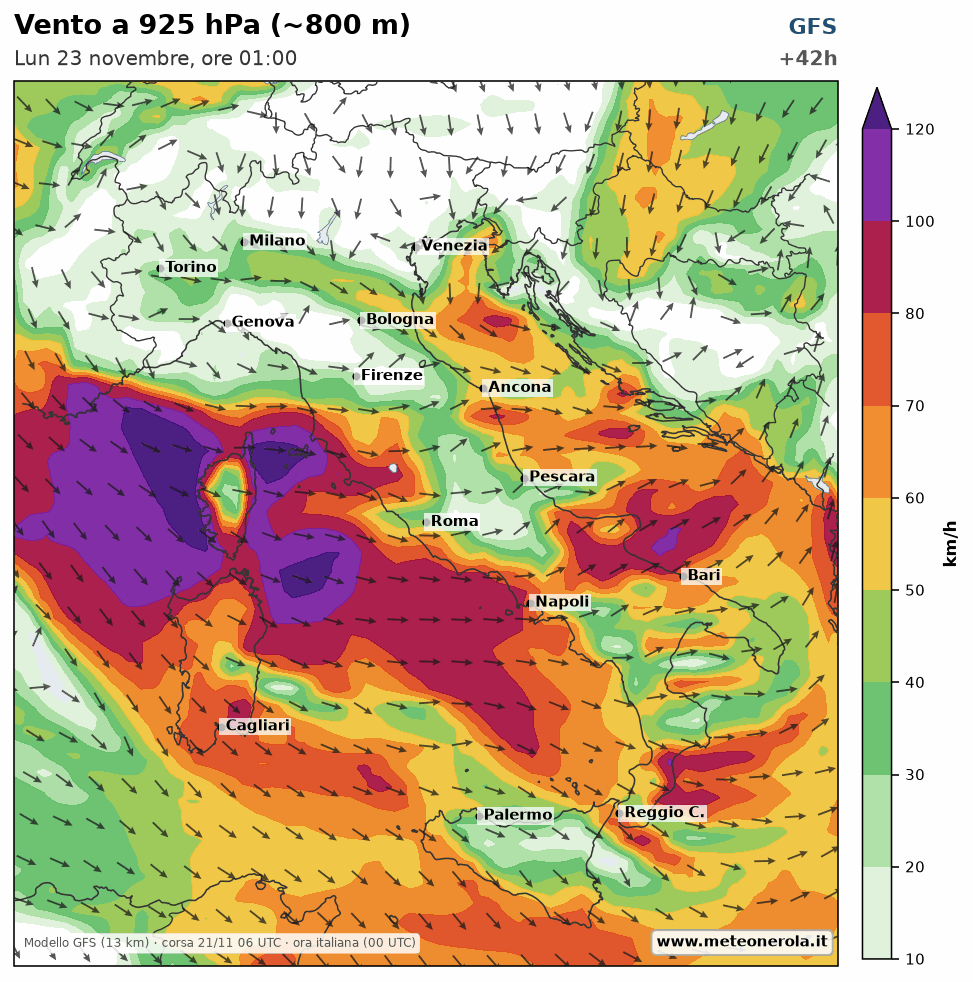 Vento a 925 hPa (~800 m)
GFS
Lun 23 novembre, ore 01:00
+42h
120
100
80
70
60
50
40
30
20
10
km/h
Milano
Venezia
Torino
Genova
Bologna
Firenze
Ancona
Pescara
Roma
Bari
Napoli
Cagliari
Palermo
Reggio C.
Modello GFS (13 km) · corsa 21/11 06 UTC · ora italiana (00 UTC)
www.meteonerola.it